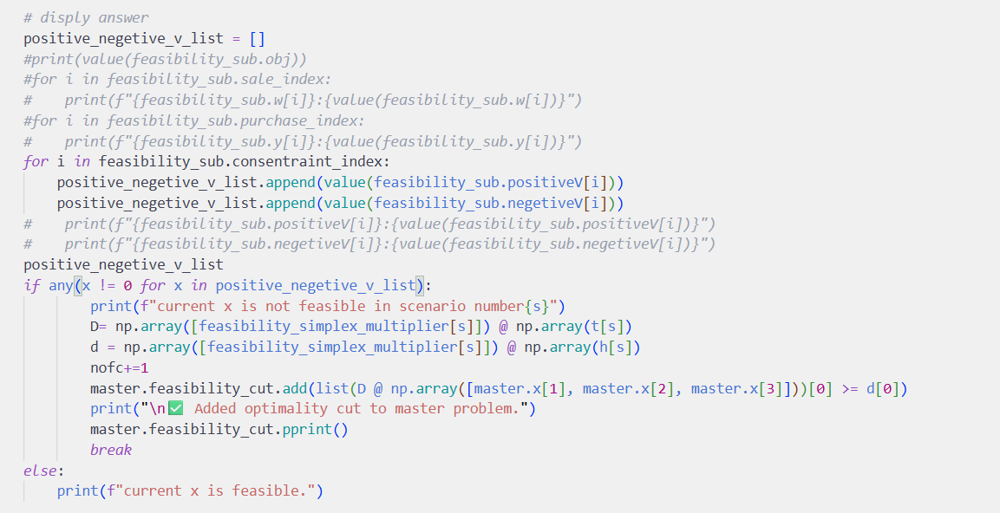 # disply answer
positive_negetive_v_list = []
#print(value(feasibility_sub.obj))
#for i in feasibility_sub.sale_index:
#    print(f"{feasibility_sub.w[i]}:{value(feasibility_sub.w[i])}")
#for i in feasibility_sub.purchase_index:
#    print(f"{feasibility_sub.y[i]}:{value(feasibility_sub.y[i])}")
for i in feasibility_sub.consentraint_index:
    positive_negetive_v_list.append(value(feasibility_sub.positiveV[i]))
    positive_negetive_v_list.append(value(feasibility_sub.negetiveV[i]))
#    print(f"{feasibility_sub.positiveV[i]}:{value(feasibility_sub.positiveV[i])}")
#    print(f"{feasibility_sub.negetiveV[i]}:{value(feasibility_sub.negetiveV[i])}")
positive_negetive_v_list
if any(x != 0 for x in positive_negetive_v_list):
        print(f"current x is not feasible in scenario number{s}")
        D= np.array([feasibility_simplex_multiplier[s]]) @ np.array(t[s])
        d = np.array([feasibility_simplex_multiplier[s]]) @ np.array(h[s])
        nofc+=1
        master.feasibility_cut.add(list(D @ np.array([master.x[1], master.x[2], master.x[3]]))[0] >= d[0])
        print("\n✅ Added optimality cut to master problem.")
        master.feasibility_cut.pprint()
        break
else:
    print(f"current x is feasible.")